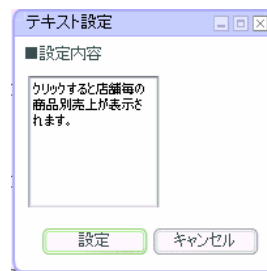 テキスト設定
■設定内容
クリックすると店舗毎の
商品別売上が表示さ
れます。
設定 キャンセル